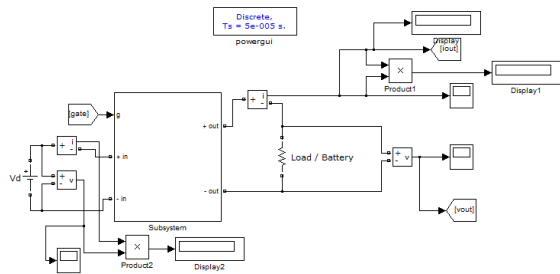 Discrete,
Ts = 5e-005 s.
powergui
Display
[iout]
Product1
Display1
[gate]
g
+ in
- in
+ out
- out
Subsystem
+
-
i
Load / Battery
+
-
v
[vout]
Vd
+
+
-
i
+
-
v
Product2
Display2